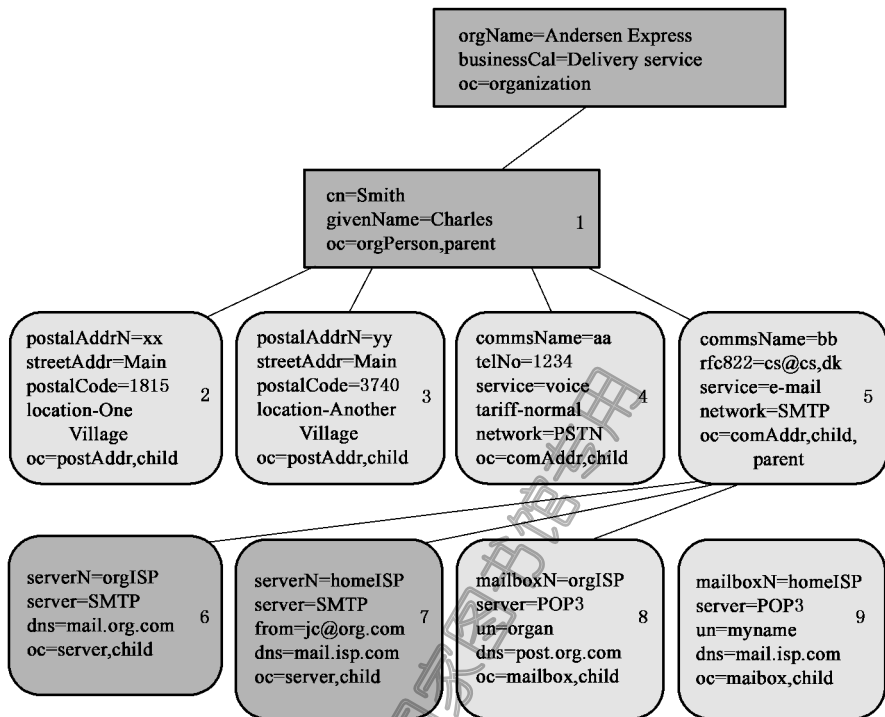 orgName=Andersen Express
businessCal=Delivery service
oc=organization
cn=Smith
givenName=Charles
oc=orgPerson,parent
1
postalAddrN=xx
streetAddr=Main
postalCode=1815
location-One
Village
oc=postAddr,child
2
postalAddrN=yy
streetAddr=Main
postalCode=3740
location-Another
Village
oc=postAddr,child
3
commsName=aa
telNo=1234
service=voice
tariff-normal
network=PSTN
oc=comAddr,child
4
commsName=bb
rfc822=cs@cs,dk
service=e-mail
network=SMTP
oc=comAddr,child,
parent
5
serverN=orgISP
server=SMTP
dns=mail.org.com
oc=server,child
6
serverN=homeISP
server=SMTP
from=jc@org.com
dns=mail.isp.com
oc=server,child
7
mailboxN=orgISP
server=POP3
un=organ
dns=post.org.com
oc=mailbox,child
8
mailboxN=homeISP
server=POP3
un=myname
dns=mail.isp.com
oc=maibox,child
9
家图书馆专用